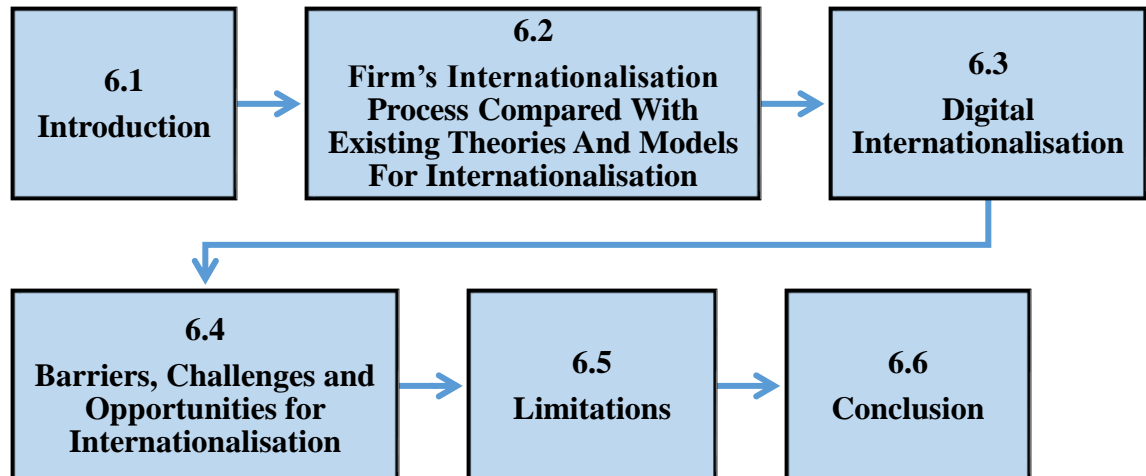 6.1
Introduction
6.2
Firm's Internationalisation
Process Compared With
Existing Theories And Models
For Internationalisation
6.3
Digital
Internationalisation
6.4
Barriers, Challenges and
Opportunities for
Internationalisation
6.5
Limitations
6.6
Conclusion